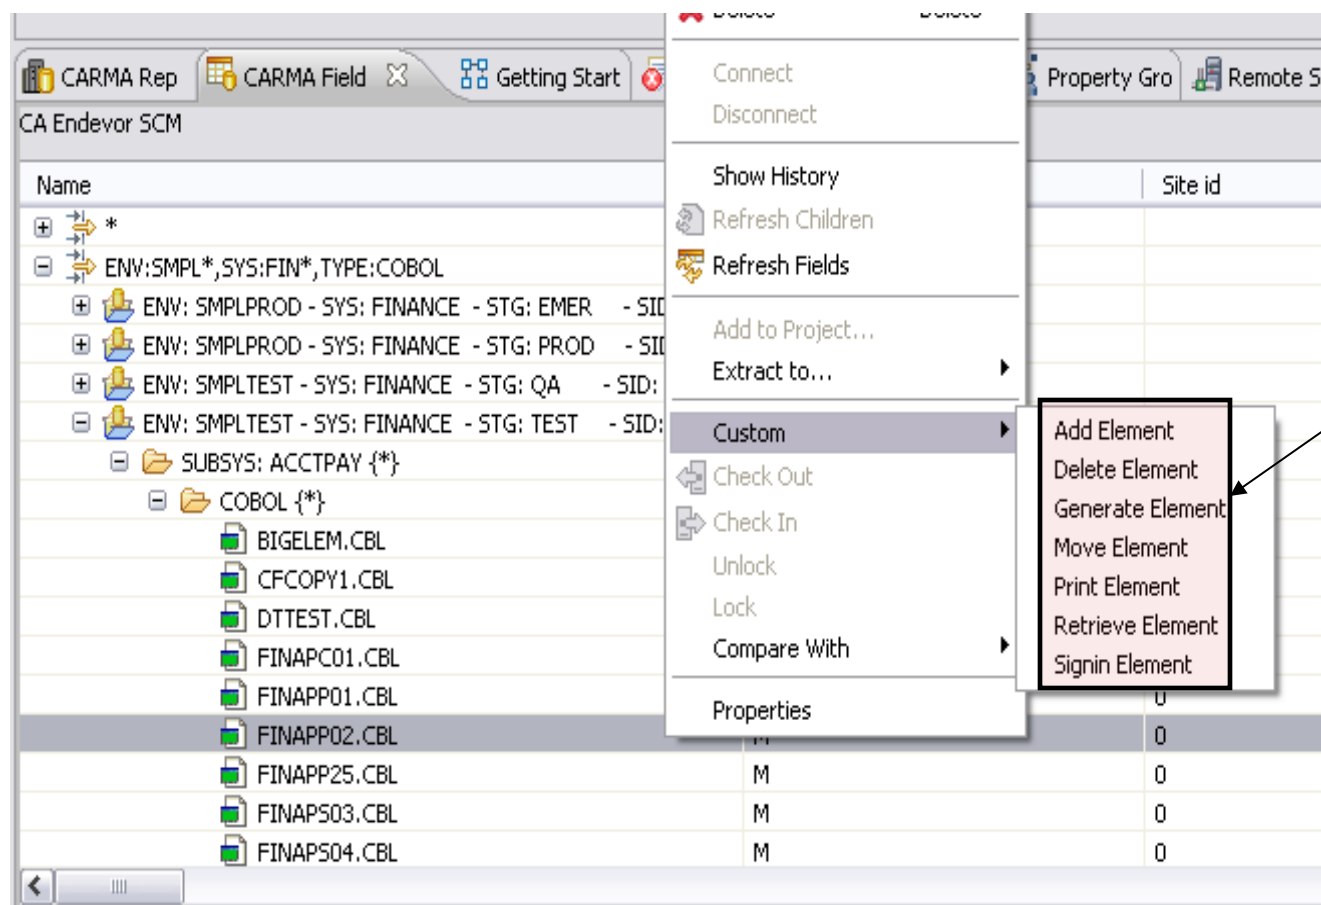 Delete Delete
CARMA Rep CARMA Field Getting Start Property Gro Remote S
CA Endevor SCM
Name Site id
*
ENV:SMPL*,SYS:FIN*,TYPE:COBOL
ENV: SMPLPROD - SYS: FINANCE - STG: EMER - SID
ENV: SMPLPROD - SYS: FINANCE - STG: PROD - SID
ENV: SMPLTEST - SYS: FINANCE - STG: QA - SID:
ENV: SMPLTEST - SYS: FINANCE - STG: TEST - SID:
SUBSYS: ACCTPAY {*}
COBOL {*}
BIGELEM.CBL
CFCOPY1.CBL
DTTEST.CBL
FINAPC01.CBL
FINAPP01.CBL 0
FINAPP02.CBL M 0
FINAPP25.CBL M 0
FINAPS03.CBL M 0
FINAPS04.CBL M 0
Connect
Disconnect
Show History
Refresh Children
Refresh Fields
Add to Project...
Extract to...
Custom
Check Out
Check In
Unlock
Lock
Compare With
Properties
Add Element
Delete Element
Generate Element
Move Element
Print Element
Retrieve Element
Signin Element